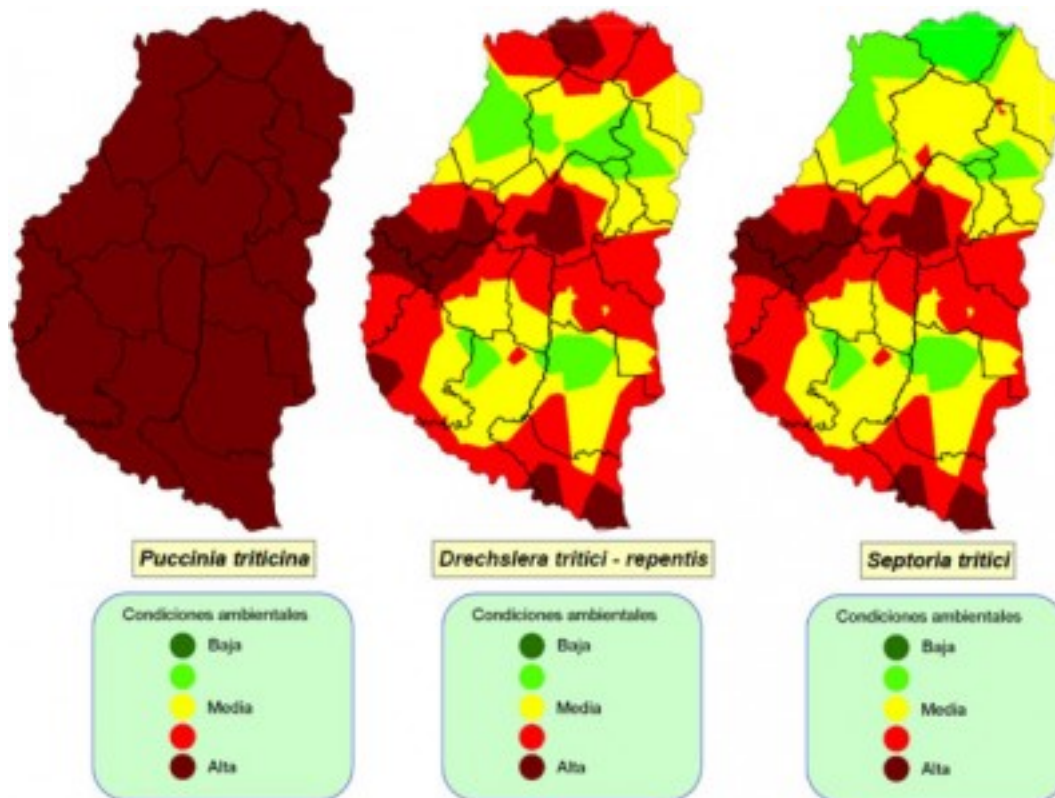 Puccinia triticina
Drechslera tritici - repentis
Septoria tritici
Condiciones ambientales
Baja
Media
Alta
Condiciones ambientales
Baja
Media
Alta
Condiciones ambientales
Baja
Media
Alta